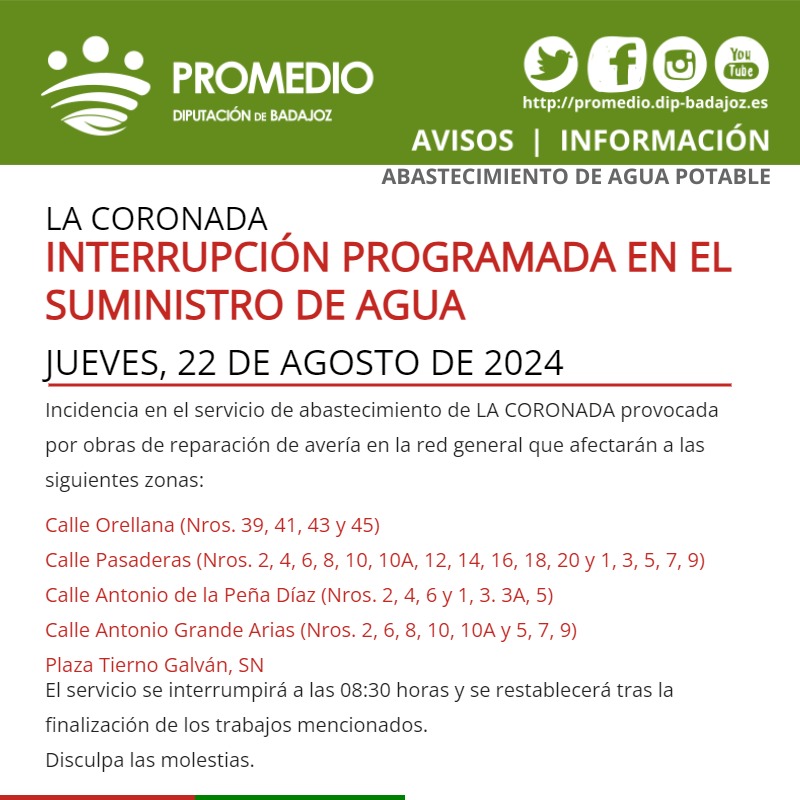 PROMEDIO
DIPUTACIÓN DE BADAJOZ
You
Tube
http://promedio.dip-badajoz.es
AVISOS | INFORMACIÓN
ABASTECIMIENTO DE AGUA POTABLE
LA CORONADA
INTERRUPCIÓN PROGRAMADA EN EL
SUMINISTRO DE AGUA
JUEVES, 22 DE AGOSTO DE 2024
Incidencia en el servicio de abastecimiento de LA CORONADA provocada
por obras de reparación de avería en la red general que afectarán a las
siguientes zonas:
Calle Orellana (Nros. 39, 41, 43 y 45)
Calle Pasaderas (Nros. 2, 4, 6, 8, 10, 10A, 12, 14, 16, 18, 20 y 1, 3, 5, 7, 9)
Calle Antonio de la Peña Díaz (Nros. 2, 4, 6 y 1, 3. 3A, 5)
Calle Antonio Grande Arias (Nros. 2, 6, 8, 10, 10A y 5, 7, 9)
Plaza Tierno Galván, SN
El servicio se interrumpirá a las 08:30 horas y se restablecerá tras la
finalización de los trabajos mencionados.
Disculpa las molestias.